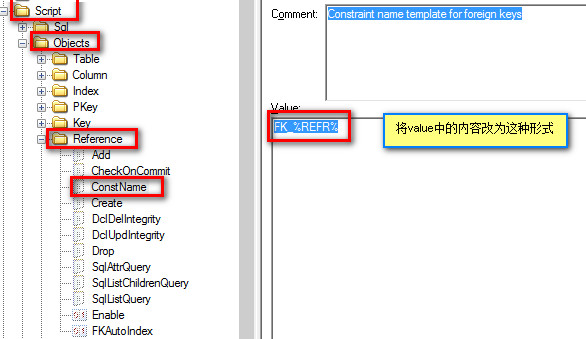 Script
Sql
Objects
Table
Column
Index
PKey
Key
Reference
Add
CheckOnCommit
ConstName
Create
DclDelIntegrity
DclUpdIntegrity
Drop
SqlAttrQuery
SqlListChildrenQuery
SqlListQuery
Enable
FKAutoIndex
Comment: Constraint name template for foreign keys
Value:
FK_%REFR%
将value中的内容改为这种形式